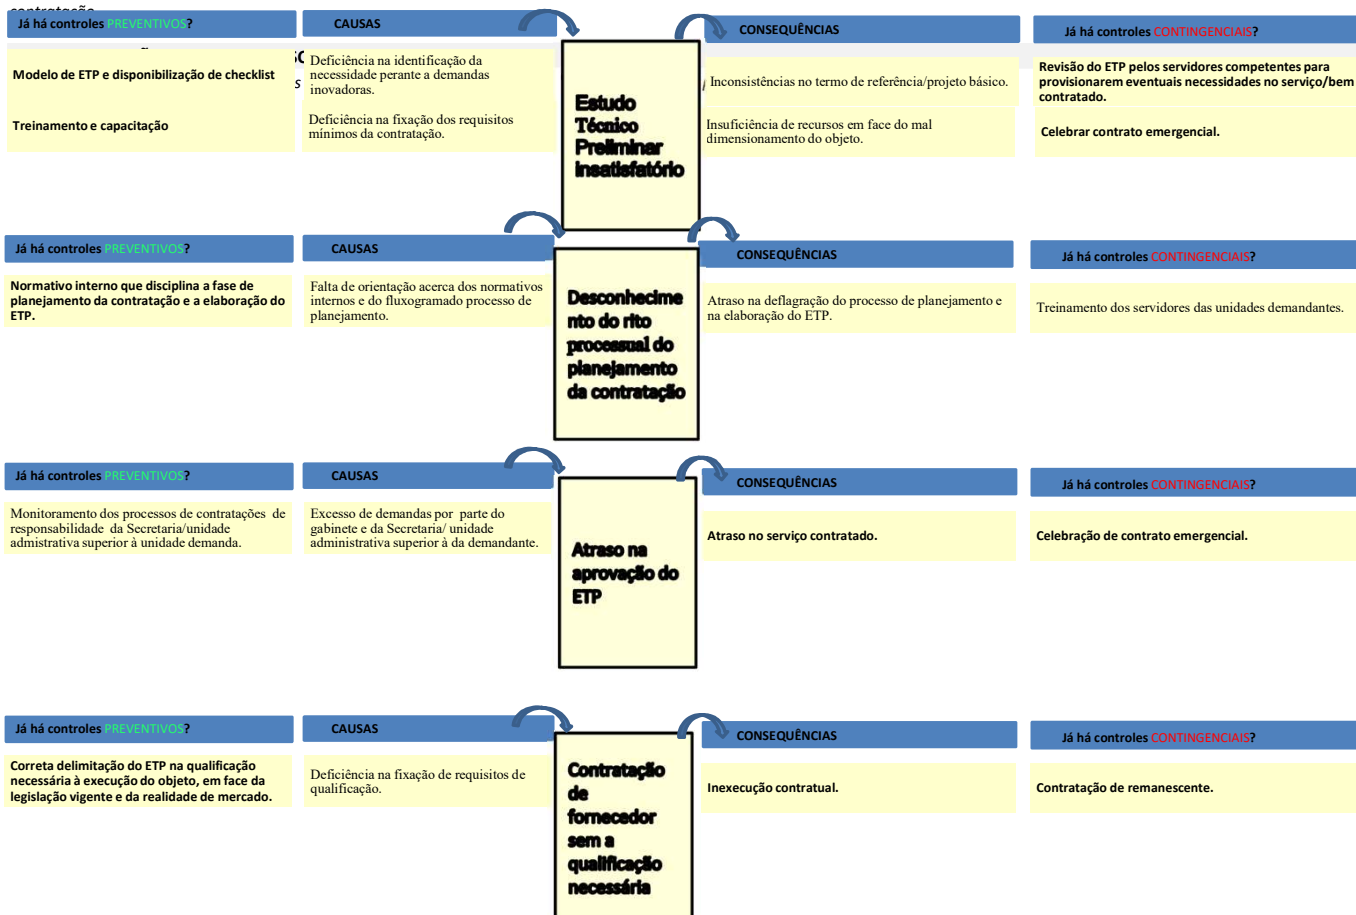 contratação
Já há controles PREVENTIVOS?
CAUSAS
CONSEQUÊNCIAS
Já há controles CONTINGENCIAIS?
Modelo de ETP e disponibilização de checklist
Treinamento e capacitação
Deficiência na identificação da
necessidade perante a demandas
inovadoras.
Deficiência na fixação dos requisitos
mínimos da contratação.
Estudo
Técnico
Preliminar
insatisfatório
Inconsistências no termo de referência/projeto básico.
Insuficiência de recursos em face do mal
dimensionamento do objeto.
Revisão do ETP pelos servidores competentes para
provisionarem eventuais necessidades no serviço/bem
contratado.
Celebrar contrato emergencial.
Já há controles PREVENTIVOS?
CAUSAS
CONSEQUÊNCIAS
Já há controles CONTINGENCIAIS?
Normativo interno que disciplina a fase de
planejamento da contratação e a elaboração do
ETP.
Falta de orientação acerca dos normativos
internos e do fluxogramado processo de
planejamento.
Desconhecime
nto do rito
processual do
planejamento
da contratação
Atraso na deflagração do processo de planejamento e
na elaboração do ETP.
Treinamento dos servidores das unidades demandantes.
Já há controles PREVENTIVOS?
CAUSAS
CONSEQUÊNCIAS
Já há controles CONTINGENCIAIS?
Monitoramento dos processos de contratações de
responsabilidade da Secretaria/unidade
admistrativa superior à unidade demanda.
Excesso de demandas por parte do
gabinete e da Secretaria/ unidade
administrativa superior à da demandante.
Atraso na
aprovação do
ETP
Atraso no serviço contratado.
Celebração de contrato emergencial.
Já há controles PREVENTIVOS?
CAUSAS
CONSEQUÊNCIAS
Já há controles CONTINGENCIAIS?
Correta delimitação do ETP na qualificação
necessária à execução do objeto, em face da
legislação vigente e da realidade de mercado.
Deficiência na fixação de requisitos de
qualificação.
Contratação
de
fornecedor
sem a
qualificação
necessária
Inexecução contratual.
Contratação de remanescente.